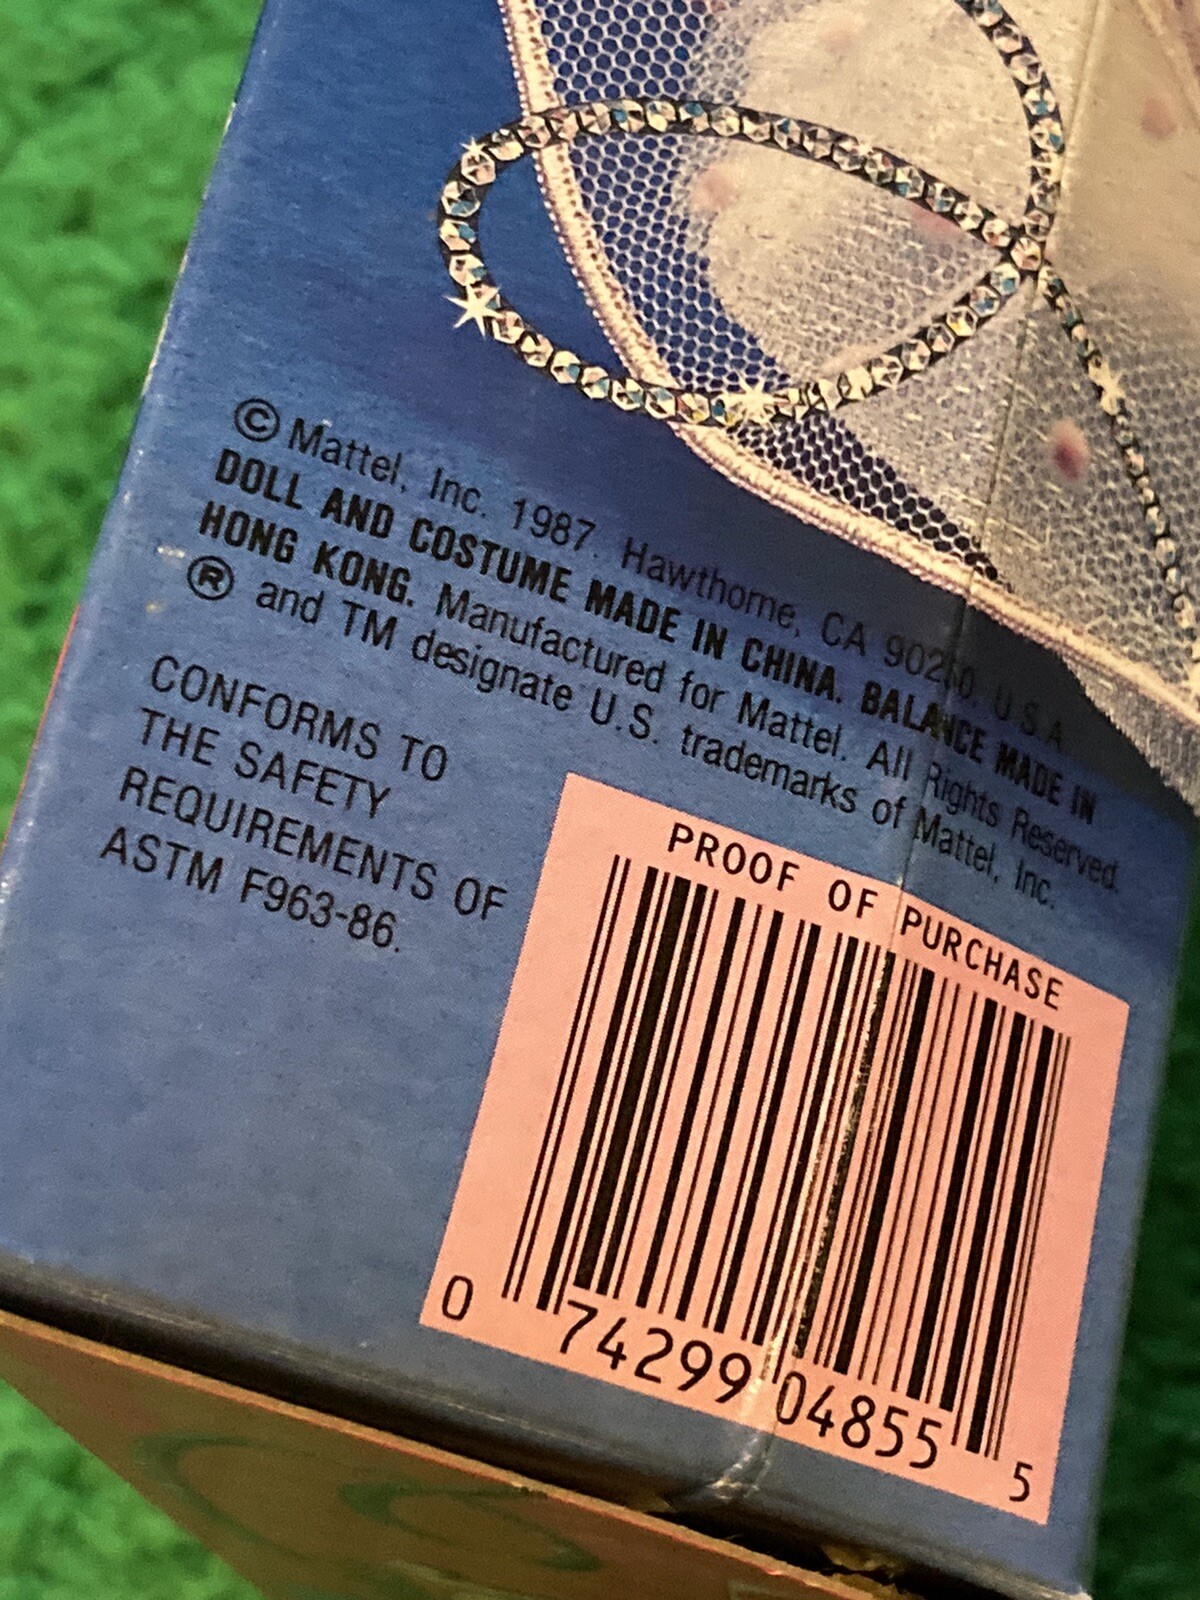 © Mattel, Inc. 1987. Hawthorne, CA 90250. U.S.A.
DOLL AND COSTUME MADE IN CHINA. BALANCE MADE IN
HONG KONG. Manufactured for Mattel. All Rights Reserved.
® and TM designate U.S. trademarks of Mattel, Inc.
CONFORMS TO
THE SAFETY
REQUIREMENTS OF
ASTM F963-86.
PROOF OF PURCHASE
0 74299 04855 5